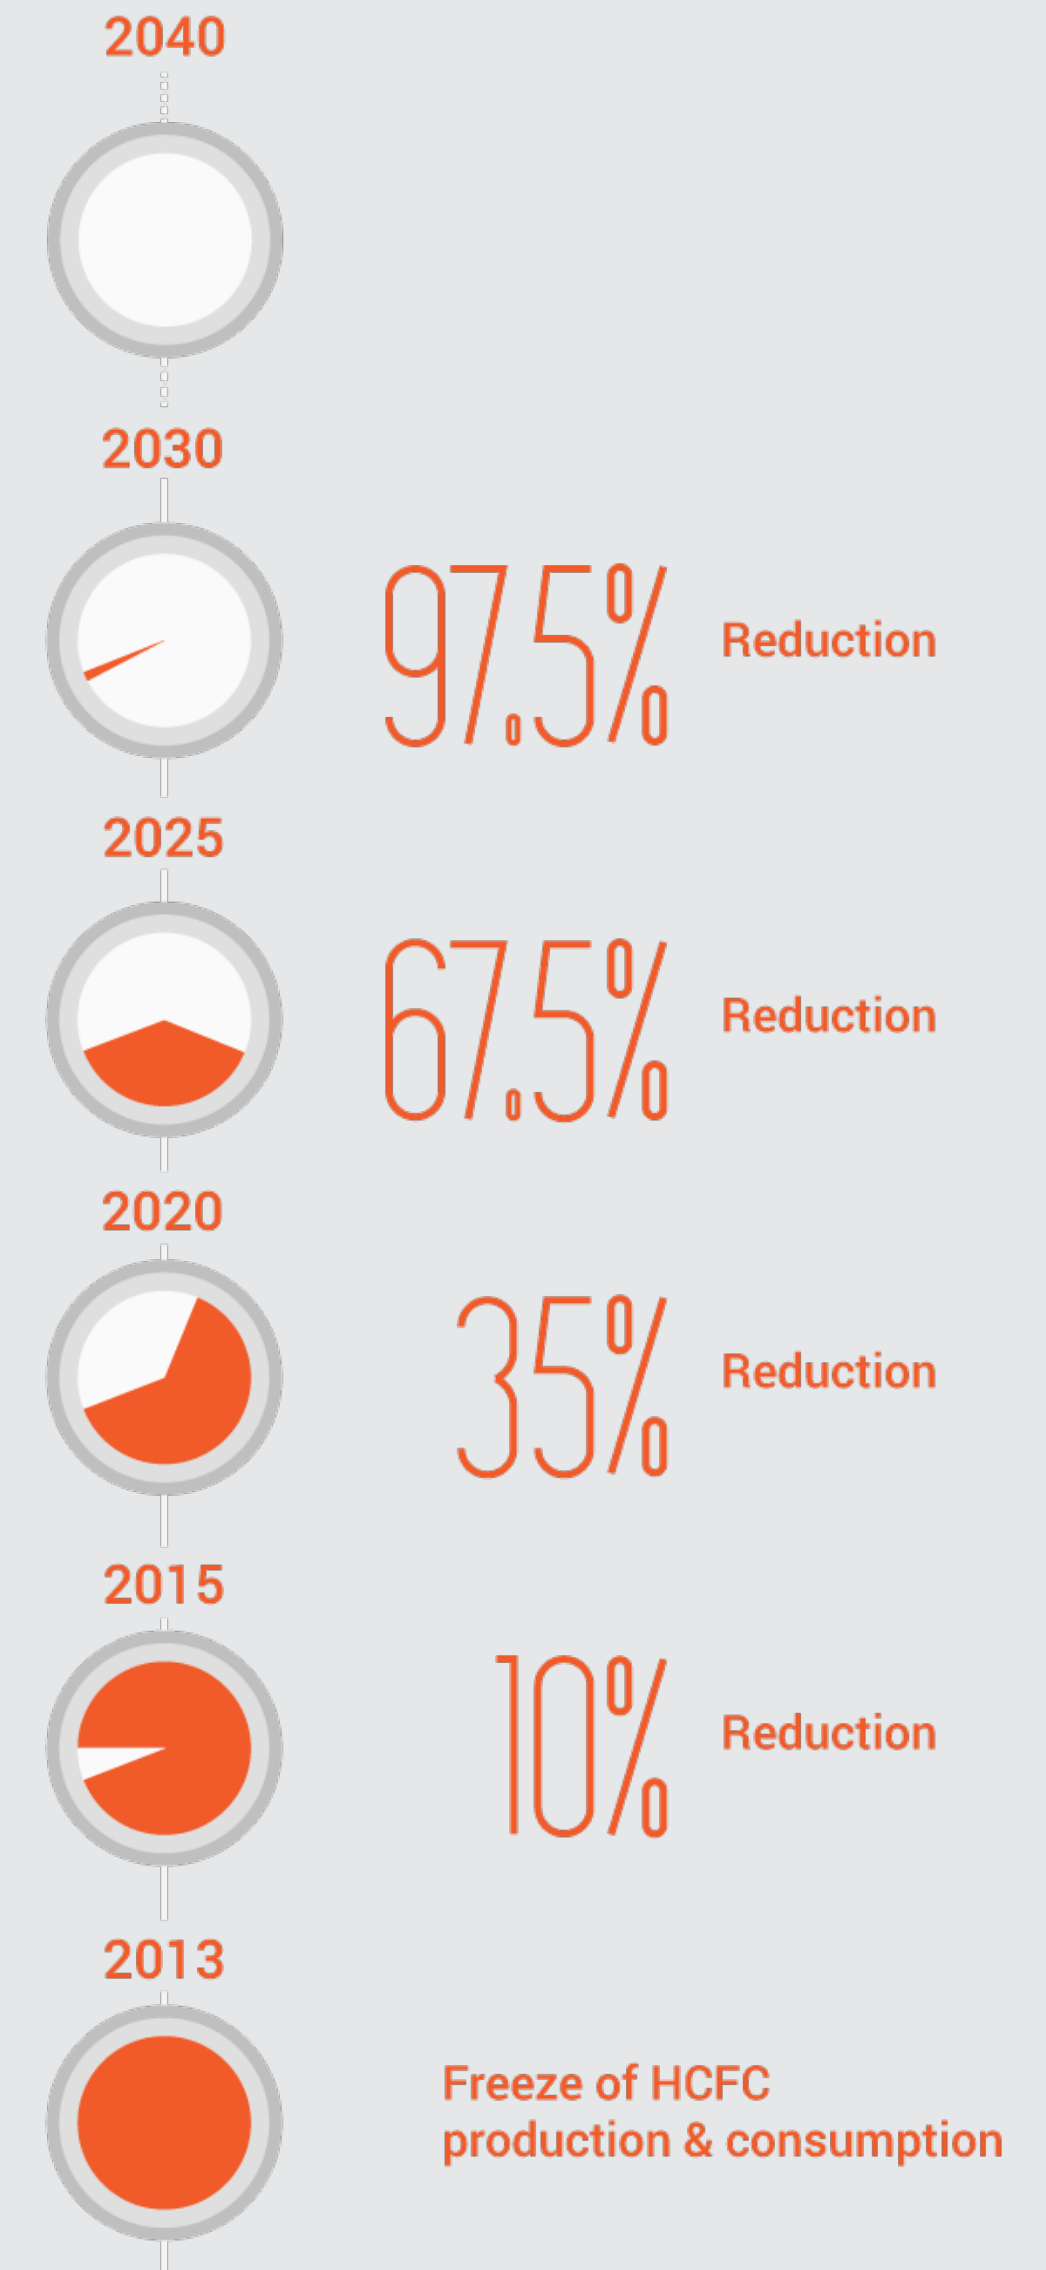 2040
2030
97.5% Reduction
2025
67.5% Reduction
2020
35% Reduction
2015
10% Reduction
2013
Freeze of HCFC
production & consumption